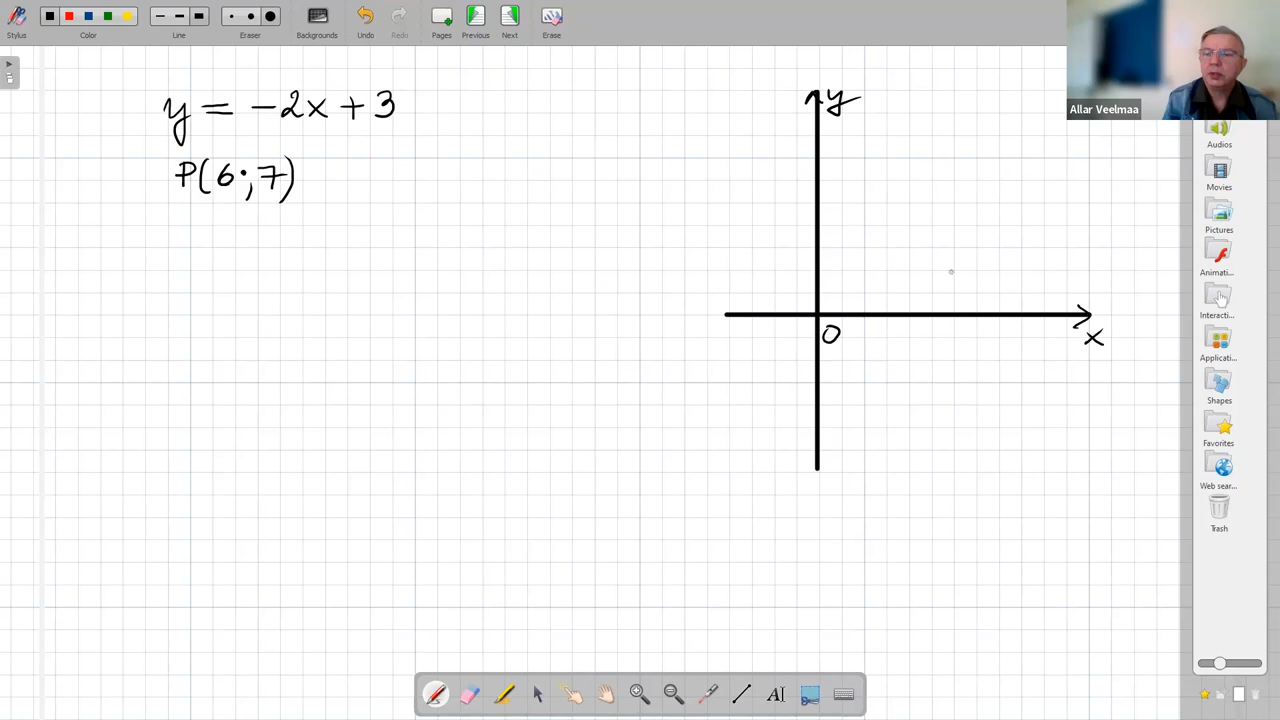 Stylus
Color
Line
Eraser
Backgrounds
Undo
Redo
Pages
Previous
Next
Erase
y = -2x + 3
P(6;7)
y
0
x
Allar Veelmaa
Audios
Movies
Pictures
Animati...
Interacti...
Applicati...
Shapes
Favorites
Web sear...
Trash